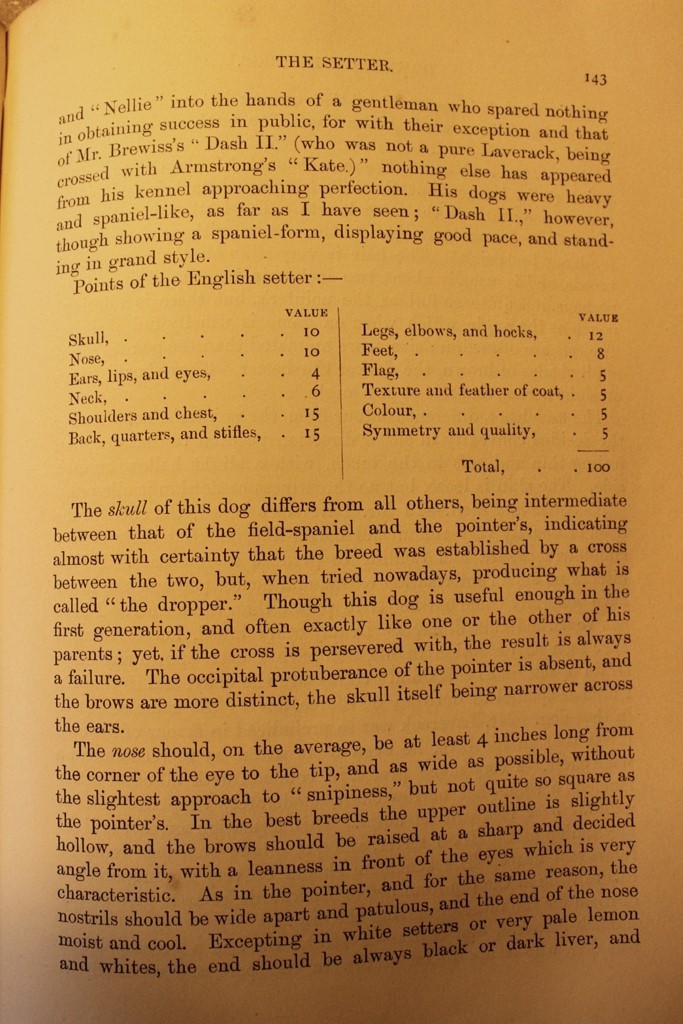 THE SETTER.
143
and “Nellie” into the hands of a gentleman who spared nothing
in obtaining success in public, for with their exception and that
of Mr. Brewiss's “Dash II.” (who was not a pure Laverack, being
crossed with Armstrong's “Kate.)” nothing else has appeared
from his kennel approaching perfection. His dogs were heavy
and spaniel-like, as far as I have seen; “Dash II.,” however,
though showing a spaniel-form, displaying good pace, and stand-
ing in grand style.
Points of the English setter:—
VALUE
Skull, . . . . . 10
Nose, . . . . . 10
Ears, lips, and eyes, . . 4
Neck, . . . . . 6
Shoulders and chest, . . 15
Back, quarters, and stifles, . 15
VALUE
Legs, elbows, and hocks, . 12
Feet, . . . . . 8
Flag, . . . . . 5
Texture and feather of coat, . 5
Colour, . . . . . 5
Symmetry and quality, . 5
Total, . . 100
The skull of this dog differs from all others, being intermediate
between that of the field-spaniel and the pointer's, indicating
almost with certainty that the breed was established by a cross
between the two, but, when tried nowadays, producing what is
called “the dropper.” Though this dog is useful enough in the
first generation, and often exactly like one or the other of his
parents; yet, if the cross is persevered with, the result is always
a failure. The occipital protuberance of the pointer is absent, and
the brows are more distinct, the skull itself being narrower across
the ears.
The nose should, on the average, be at least 4 inches long from
the corner of the eye to the tip, and as wide as possible, without
the slightest approach to “snipiness,” but not quite so square as
the pointer's. In the best breeds the upper outline is slightly
hollow, and the brows should be raised at a sharp and decided
angle from it, with a leanness in front of the eyes which is very
characteristic. As in the pointer, and for the same reason, the
nostrils should be wide apart and patulous, and the end of the nose
moist and cool. Excepting in white setters or very pale lemon
and whites, the end should be always black or dark liver, and